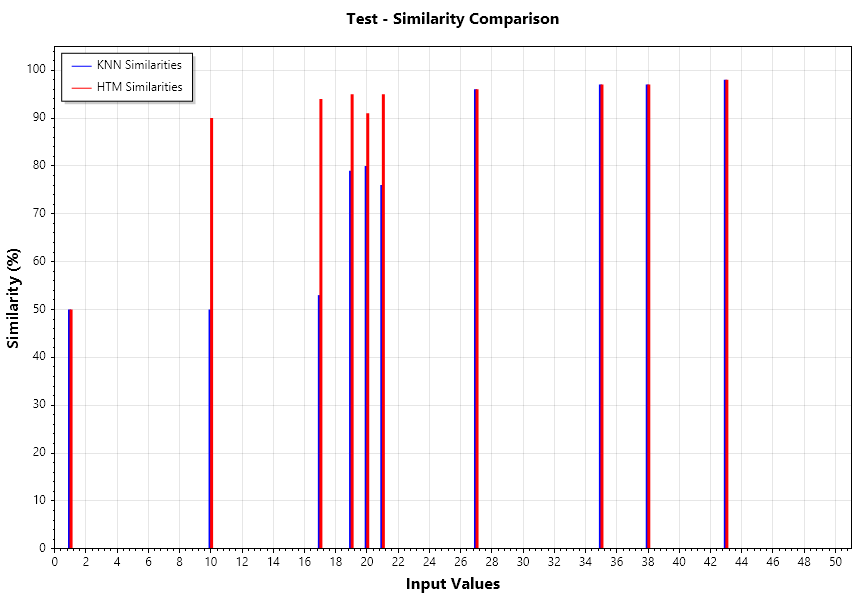 Test - Similarity Comparison
KNN Similarities
HTM Similarities
100
90
80
70
60
50
40
30
20
10
0
Similarity (%)
0 2 4 6 8 10 12 14 16 18 20 22 24 26 28 30 32 34 36 38 40 42 44 46 48 50
Input Values